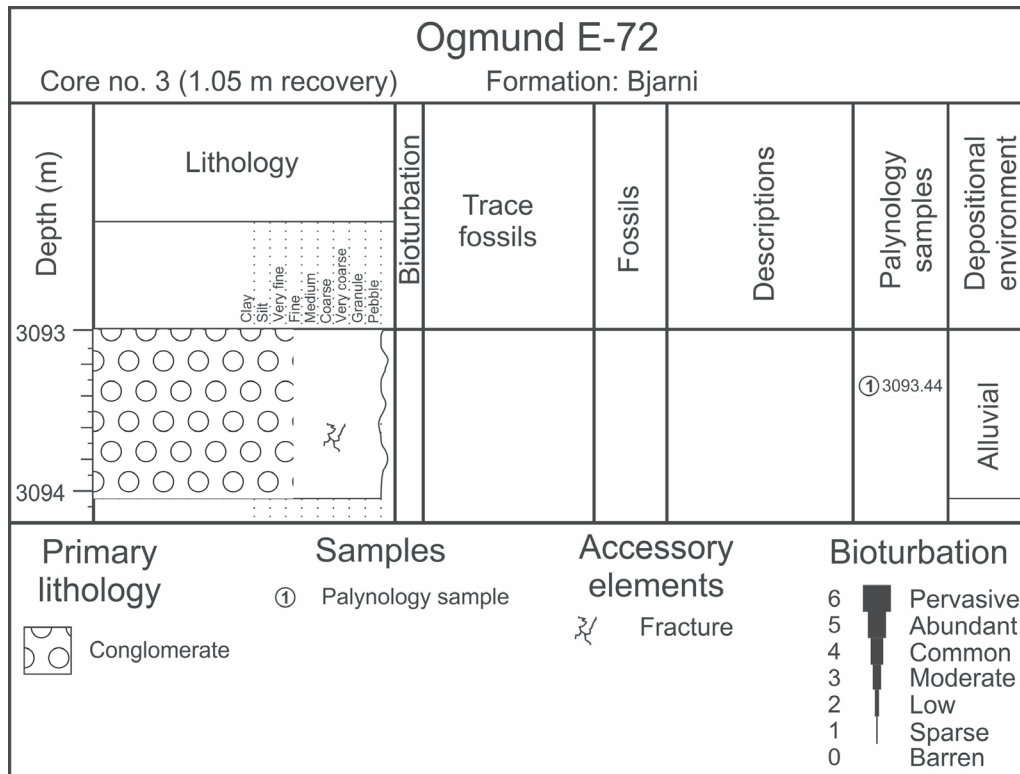 Ogmund E-72
Core no. 3 (1.05 m recovery) Formation: Bjarni
Depth (m)
Lithology
Clay
Silt
Very fine
Fine
Medium
Coarse
Very coarse
Granule
Pebble
Bioturbation
Trace
fossils
Fossils
Descriptions
Palynology
samples
Depositional
environment
3093
1 3093.44
Alluvial
3094
Primary
lithology
Conglomerate
Samples
1 Palynology sample
Accessory
elements
Fracture
Bioturbation
6 Pervasive
5 Abundant
4 Common
3 Moderate
2 Low
1 Sparse
0 Barren